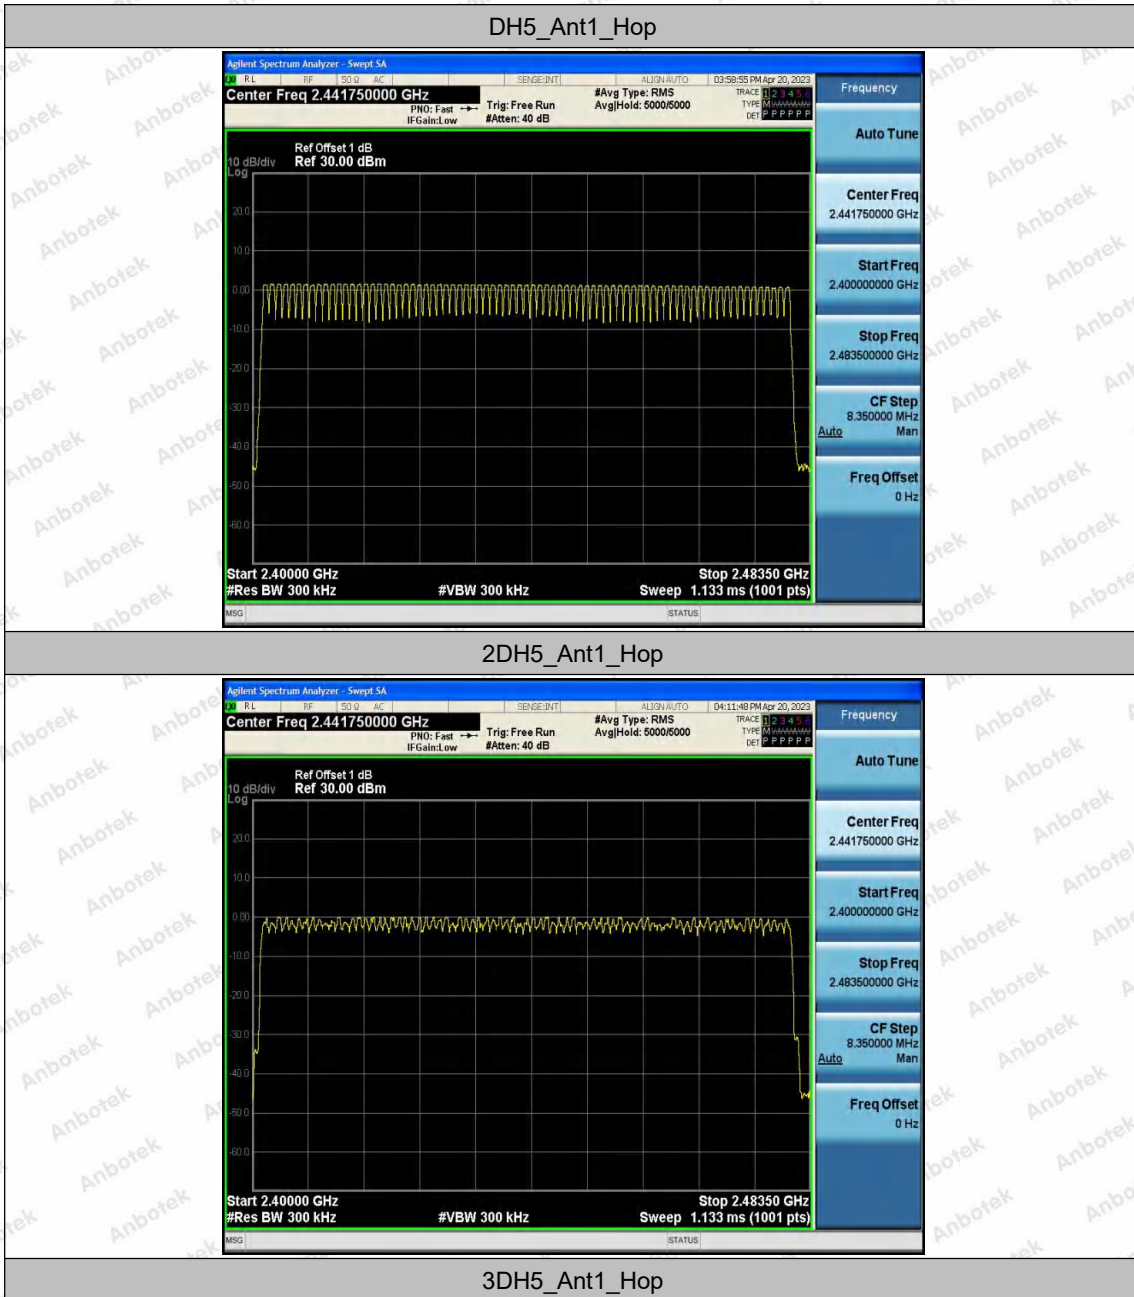 DH5_Ant1_Hop
Agilent Spectrum Analyzer - Swept SA
RL RF 50 Ω AC SENSE:INT ALIGN AUTO 03:58:55 PM Apr 20, 2023
Center Freq 2.441750000 GHz
PNO: Fast
IFGain:Low
Trig: Free Run
#Atten: 40 dB
#Avg Type: RMS
Avg|Hold: 5000/5000
TRACE 1 2 3 4 5 6
TYPE M
DET P P P P P P
Ref Offset 1 dB
10 dB/div Ref 30.00 dBm
Log
20.0
10.0
0.00
-10.0
-20.0
-30.0
-40.0
-50.0
-60.0
Start 2.40000 GHz Stop 2.48350 GHz
#Res BW 300 kHz #VBW 300 kHz Sweep 1.133 ms (1001 pts)
MSG STATUS
Frequency
Auto Tune
Center Freq
2.441750000 GHz
Start Freq
2.400000000 GHz
Stop Freq
2.483500000 GHz
CF Step
8.350000 MHz
Auto Man
Freq Offset
0 Hz
2DH5_Ant1_Hop
Agilent Spectrum Analyzer - Swept SA
RL RF 50 Ω AC SENSE:INT ALIGN AUTO 04:11:48 PM Apr 20, 2023
Center Freq 2.441750000 GHz
PNO: Fast
IFGain:Low
Trig: Free Run
#Atten: 40 dB
#Avg Type: RMS
Avg|Hold: 5000/5000
TRACE 1 2 3 4 5 6
TYPE M
DET P P P P P P
Ref Offset 1 dB
10 dB/div Ref 30.00 dBm
Log
20.0
10.0
0.00
-10.0
-20.0
-30.0
-40.0
-50.0
-60.0
Start 2.40000 GHz Stop 2.48350 GHz
#Res BW 300 kHz #VBW 300 kHz Sweep 1.133 ms (1001 pts)
MSG STATUS
Frequency
Auto Tune
Center Freq
2.441750000 GHz
Start Freq
2.400000000 GHz
Stop Freq
2.483500000 GHz
CF Step
8.350000 MHz
Auto Man
Freq Offset
0 Hz
3DH5_Ant1_Hop
Anbotek